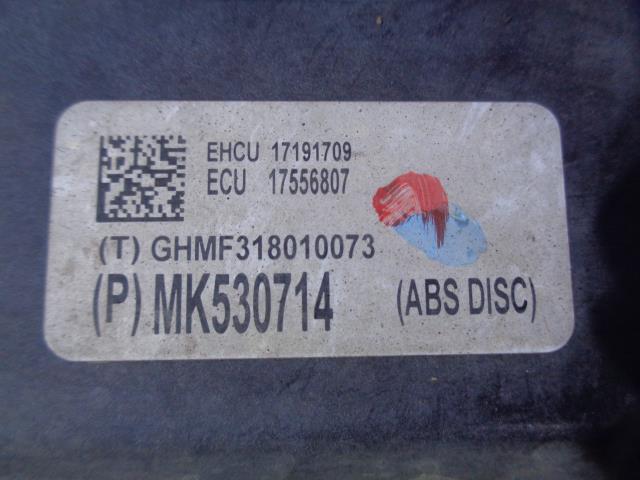 EHCU 17191709
ECU 17556807
(T) GHMF318010073
(P) MK530714 (ABS DISC)